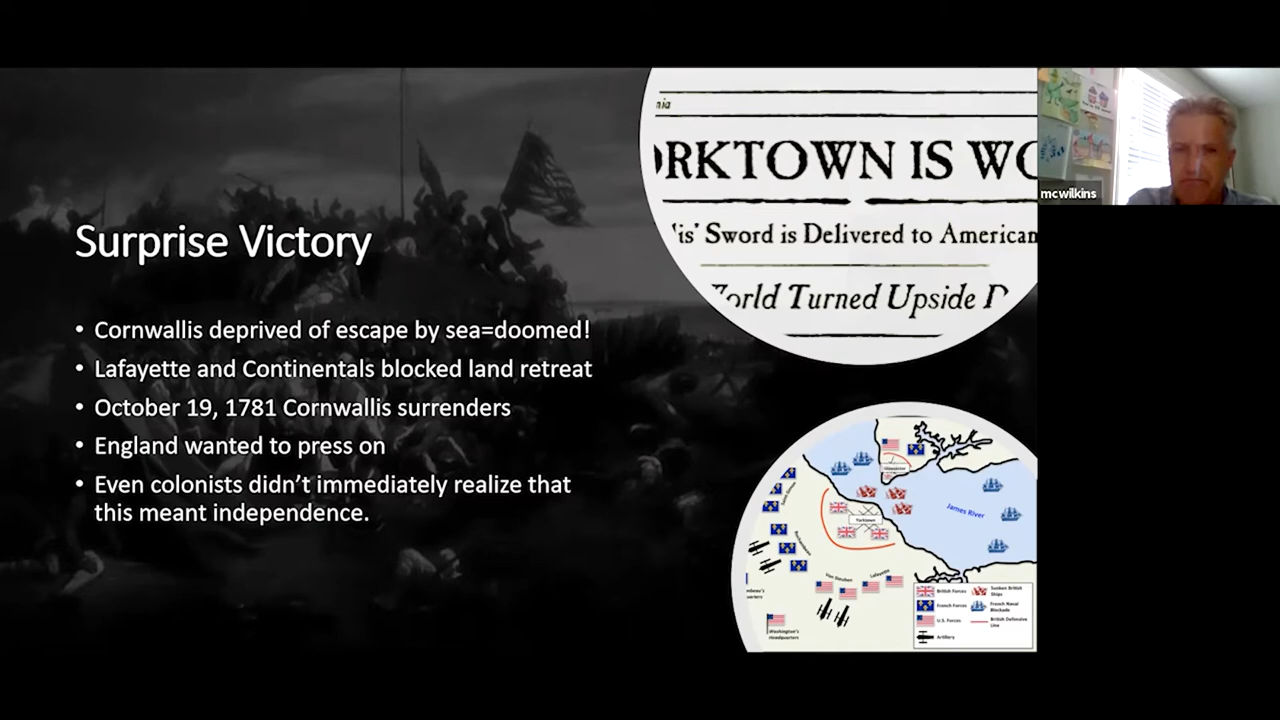 Surprise Victory
• Cornwallis deprived of escape by sea=doomed!
• Lafayette and Continentals blocked land retreat
• October 19, 1781 Cornwallis surrenders
• England wanted to press on
• Even colonists didn’t immediately realize that
this meant independence.
nia
RKTOWN IS WO
is’ Sword is Delivered to American
orld Turned Upside D
mcwilkins
Yorktown
James River
Von Steuben
Lafayette
Washington's
Headquarters
British Forces
French Forces
U.S. Forces
Artillery
Sunken British
Ships
French Naval
Blockade
British Defensive
Line